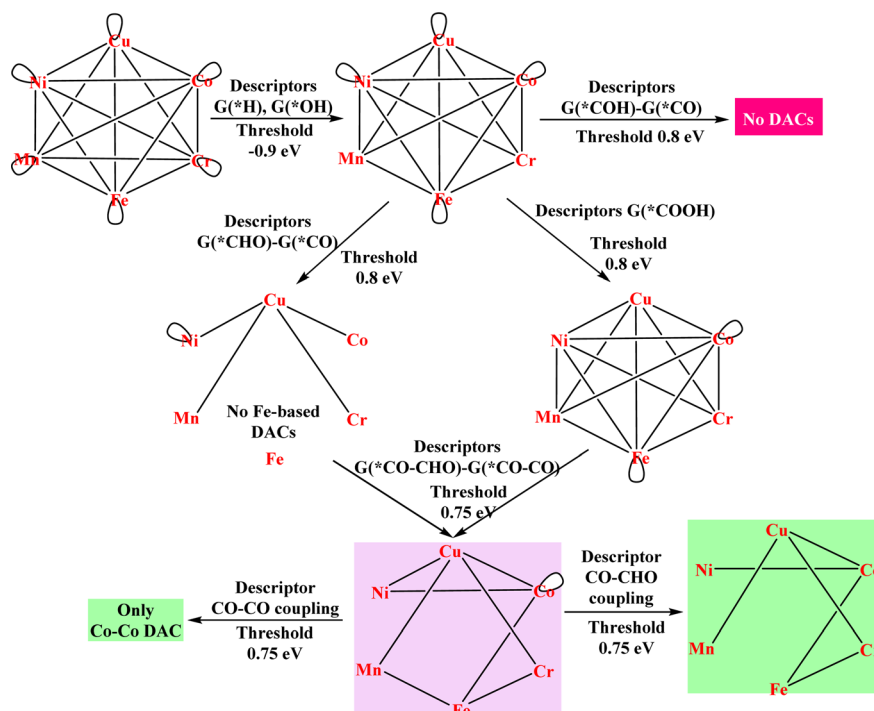 Cu
Ni
Co
Mn
Cr
Fe
Descriptors
G(*H), G(*OH)
Threshold
-0.9 eV
Cu
Ni
Co
Mn
Cr
Fe
Descriptors
G(*COH)-G(*CO)
Threshold 0.8 eV
No DACs
Descriptors
G(*CHO)-G(*CO)
Threshold
0.8 eV
Descriptors G(*COOH)
Threshold
0.8 eV
Cu
Ni
Co
Mn
Cr
No Fe-based
DACs
Fe
Cu
Ni
Co
Mn
Cr
Fe
Descriptors
G(*CO-CHO)-G(*CO-CO)
Threshold
0.75 eV
Cu
Ni
Co
Mn
Cr
Fe
Descriptor
CO-CO coupling
Threshold
0.75 eV
Only
Co-Co DAC
Descriptor
CO-CHO
coupling
Threshold
0.75 eV
Cu
Ni
Mn
Fe